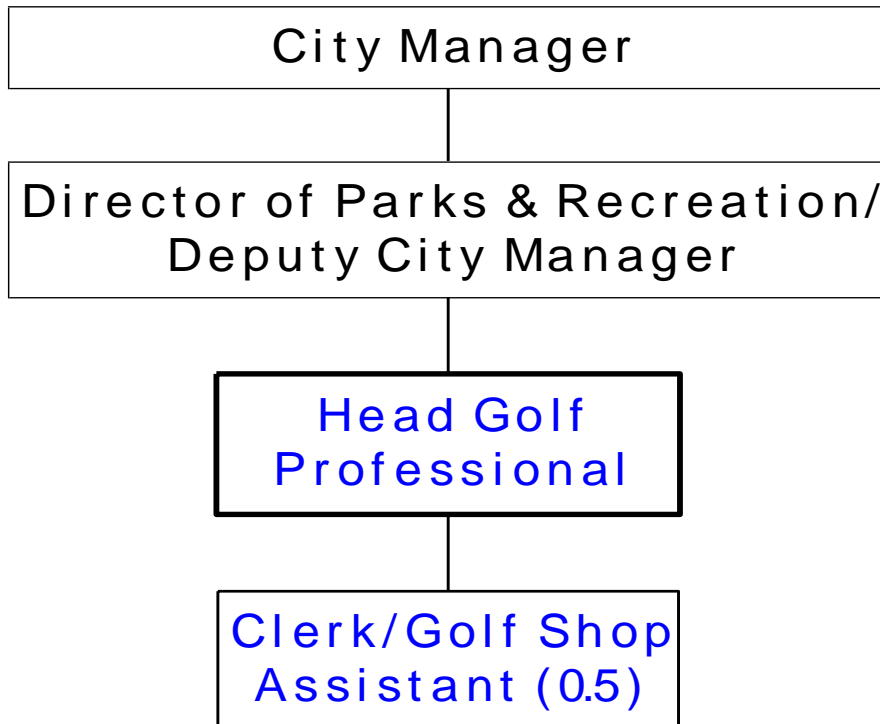 City Manager
Director of Parks & Recreation/
Deputy City Manager
Head Golf
Professional
Clerk/Golf Shop
Assistant (0.5)